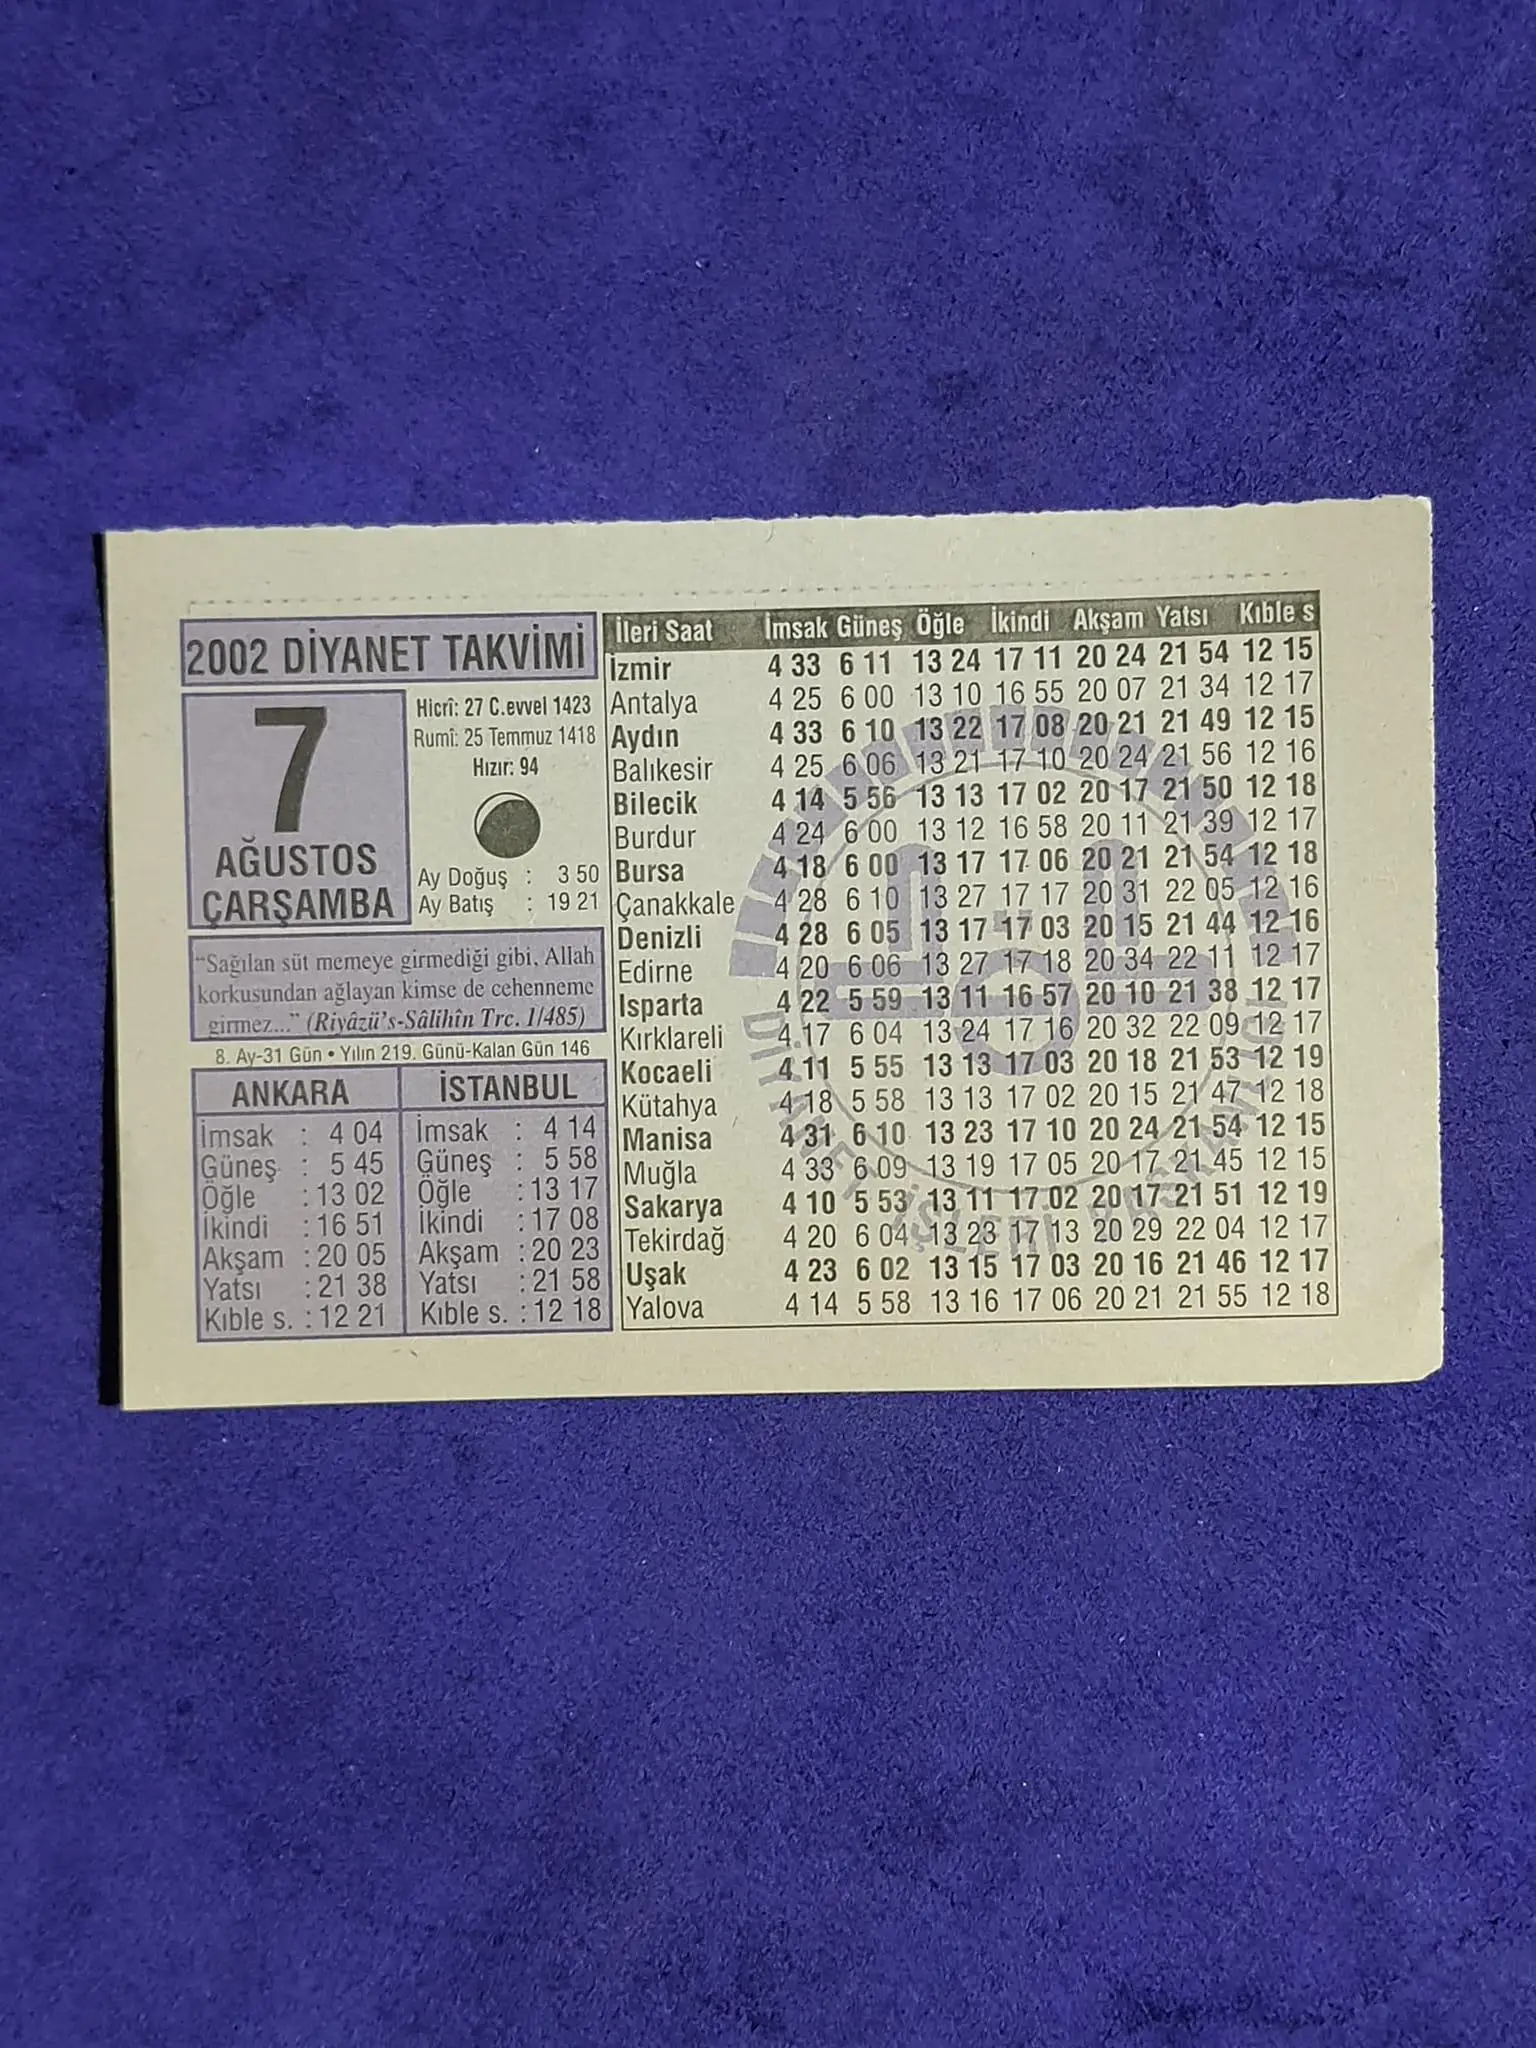 2002 DİYANET TAKVİMİ
7
AĞUSTOS
ÇARŞAMBA
Hicrî: 27 C.evvel 1423
Rumî: 25 Temmuz 1418
Hızır: 94
Ay Doğuş : 3 50
Ay Batış : 19 21
“Sağılan süt memeye girmediği gibi, Allah
korkusundan ağlayan kimse de cehenneme
girmez...” (Riyâzü's-Sâlihîn Trc. 1/485)
8. Ay-31 Gün • Yılın 219. Günü-Kalan Gün 146
ANKARA
İmsak : 4 04
Güneş : 5 45
Öğle : 13 02
İkindi : 16 51
Akşam : 20 05
Yatsı : 21 38
Kıble s. : 12 21
İSTANBUL
İmsak : 4 14
Güneş : 5 58
Öğle : 13 17
İkindi : 17 08
Akşam : 20 23
Yatsı : 21 58
Kıble s. : 12 18
İleri Saat İmsak Güneş Öğle İkindi Akşam Yatsı Kıble s
İzmir 4 33 6 11 13 24 17 11 20 24 21 54 12 15
Antalya 4 25 6 00 13 10 16 55 20 07 21 34 12 17
Aydın 4 33 6 10 13 22 17 08 20 21 21 49 12 15
Balıkesir 4 25 6 06 13 21 17 10 20 24 21 56 12 16
Bilecik 4 14 5 56 13 13 17 02 20 17 21 50 12 18
Burdur 4 24 6 00 13 12 16 58 20 11 21 39 12 17
Bursa 4 18 6 00 13 17 17 06 20 21 21 54 12 18
Çanakkale 4 28 6 10 13 27 17 17 20 31 22 05 12 16
Denizli 4 28 6 05 13 17 17 03 20 15 21 44 12 16
Edirne 4 20 6 06 13 27 17 18 20 34 22 11 12 17
Isparta 4 22 5 59 13 11 16 57 20 10 21 38 12 17
Kırklareli 4 17 6 04 13 24 17 16 20 32 22 09 12 17
Kocaeli 4 11 5 55 13 13 17 03 20 18 21 53 12 19
Kütahya 4 18 5 58 13 13 17 02 20 15 21 47 12 18
Manisa 4 31 6 10 13 23 17 10 20 24 21 54 12 15
Muğla 4 33 6 09 13 19 17 05 20 17 21 45 12 15
Sakarya 4 10 5 53 13 11 17 02 20 17 21 51 12 19
Tekirdağ 4 20 6 04 13 23 17 13 20 29 22 04 12 17
Uşak 4 23 6 02 13 15 17 03 20 16 21 46 12 17
Yalova 4 14 5 58 13 16 17 06 20 21 21 55 12 18
DİYANET İŞLERİ